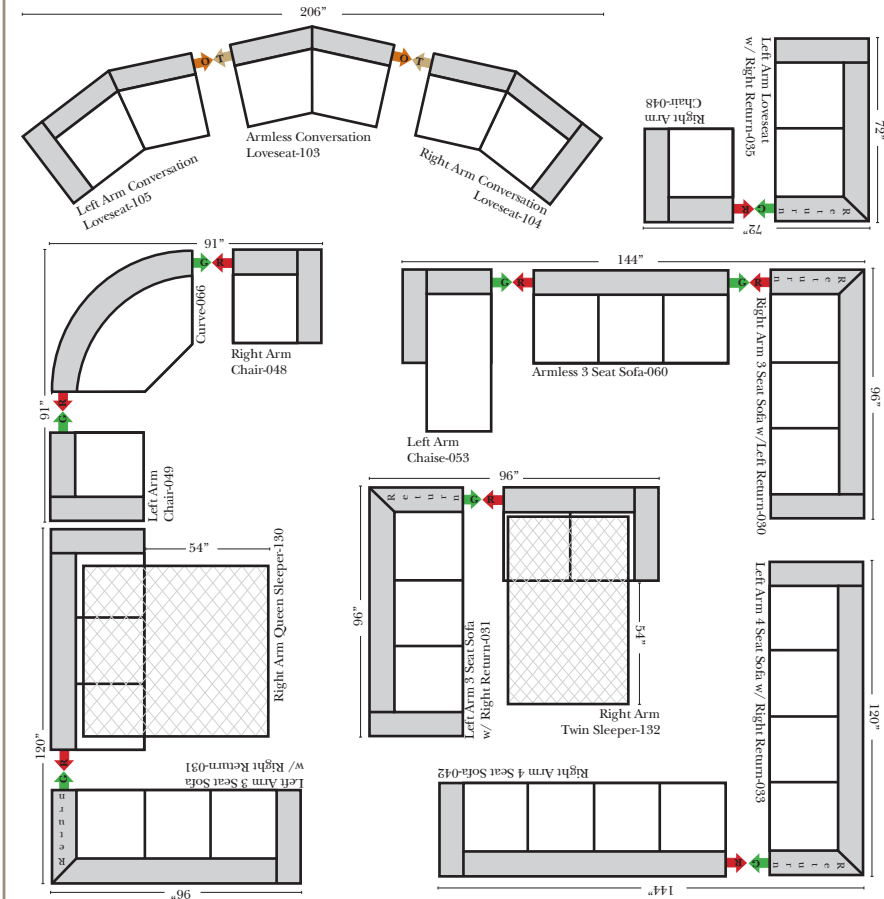 206”
O T
O T
Left Arm Conversation
Loveseat-105
Armless Conversation
Loveseat-103
Right Arm Conversation
Loveseat-104
Right Arm
Chair-048
Left Arm Loveseat
w/ Right Return-035
72”
R G
Return
72”
91”
G R
Curve-066
Right Arm
Chair-048
91”
R
G
Left Arm
Chair-049
144”
G R
G R
Return
Armless 3 Seat Sofa-060
Left Arm
Chaise-053
Right Arm 3 Seat Sofa w/Left Return-030
96”
54”
Right Arm Queen Sleeper-130
120”
R
G
Left Arm 3 Seat Sofa
w/ Right Return-031
Return
96”
96”
Return
G R
96”
Left Arm 3 Seat Sofa
w/ Right Return-031
54”
Right Arm
Twin Sleeper-132
Left Arm 4 Seat Sofa w/ Right Return-033
120”
Right Arm 4 Seat Sofa-042
R G
Return
144”